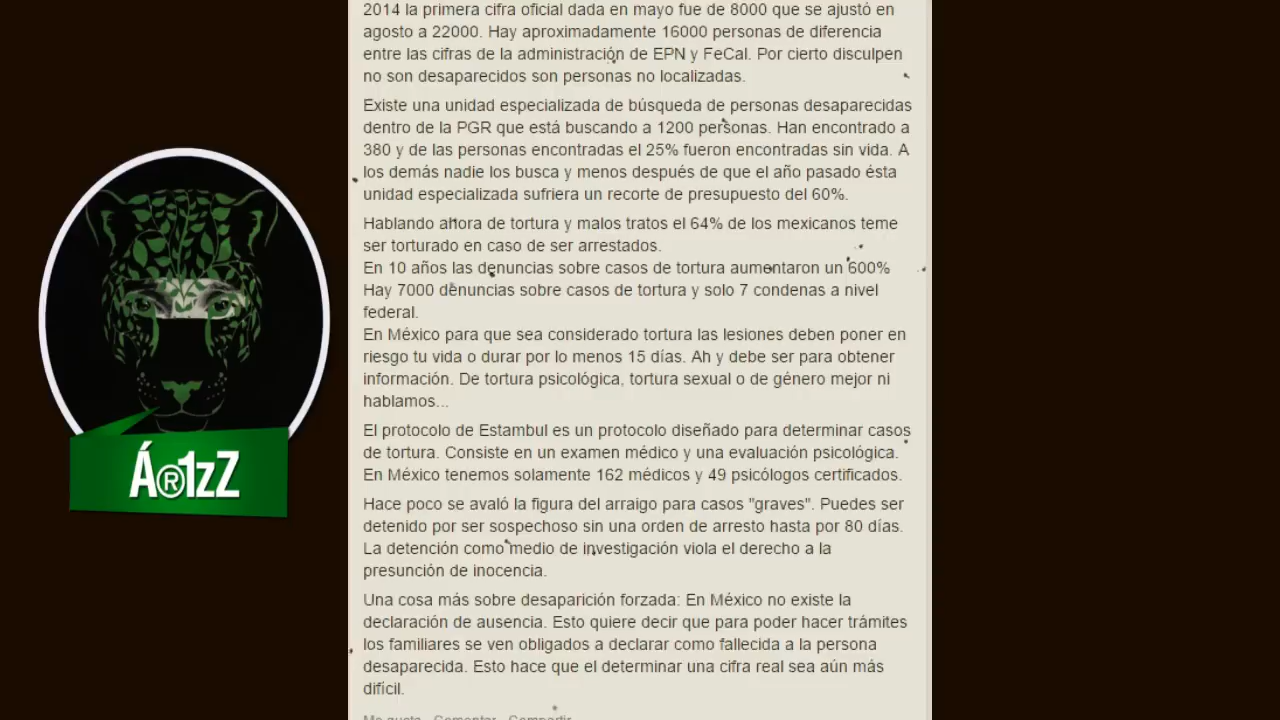 2014 la primera cifra oficial dada en mayo fue de 8000 que se ajustó en
agosto a 22000. Hay aproximadamente 16000 personas de diferencia
entre las cifras de la administración de EPN y FeCal. Por cierto disculpen
no son desaparecidos son personas no localizadas.
Existe una unidad especializada de búsqueda de personas desaparecidas
dentro de la PGR que está buscando a 1200 personas. Han encontrado a
380 y de las personas encontradas el 25% fueron encontradas sin vida. A
los demás nadie los busca y menos después de que el año pasado ésta
unidad especializada sufriera un recorte de presupuesto del 60%.
Hablando ahora de tortura y malos tratos el 64% de los mexicanos teme
ser torturado en caso de ser arrestados.
En 10 años las denuncias sobre casos de tortura aumentaron un 600%
Hay 7000 denuncias sobre casos de tortura y solo 7 condenas a nivel
federal.
En México para que sea considerado tortura las lesiones deben poner en
riesgo tu vida o durar por lo menos 15 días. Ah y debe ser para obtener
información. De tortura psicológica, tortura sexual o de género mejor ni
hablamos...
El protocolo de Estambul es un protocolo diseñado para determinar casos
de tortura. Consiste en un examen médico y una evaluación psicológica.
En México tenemos solamente 162 médicos y 49 psicólogos certificados.
Hace poco se avaló la figura del arraigo para casos "graves". Puedes ser
detenido por ser sospechoso sin una orden de arresto hasta por 80 días.
La detención como medio de investigación viola el derecho a la
presunción de inocencia.
Una cosa más sobre desaparición forzada: En México no existe la
declaración de ausencia. Esto quiere decir que para poder hacer trámites
los familiares se ven obligados a declarar como fallecida a la persona
desaparecida. Esto hace que el determinar una cifra real sea aún más
difícil.
Me gusta · Comentar · Compartir
Á®1zZ